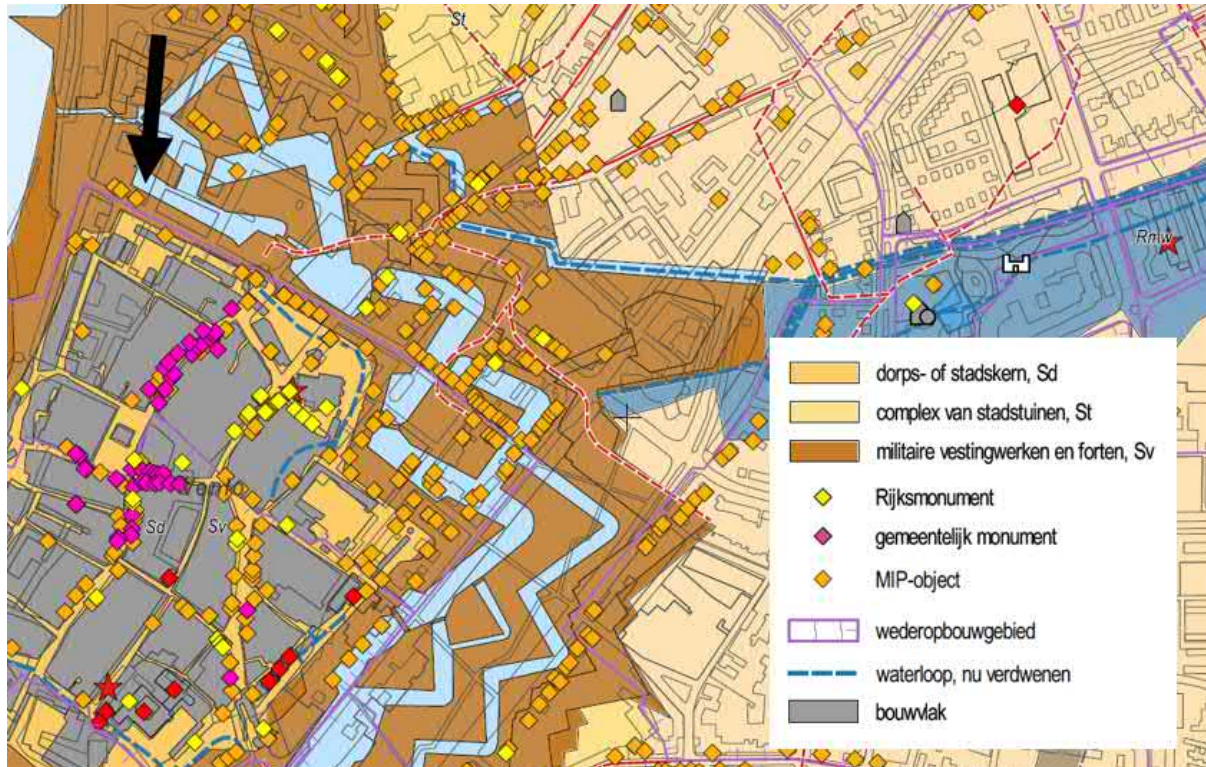 St
Rmw
Sd
Sv
dorps- of stadskern, Sd
complex van stadstuinen, St
militaire vestingwerken en forten, Sv
Rijksmonument
gemeentelijk monument
MIP-object
wederopbouwgebied
waterloop, nu verdwenen
bouwvlak